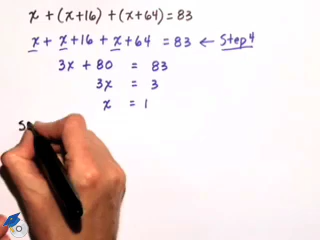 x + (x+16) + (x+64) = 83
x + x + 16 + x + 64 = 83 ← Step 4
3x + 80 = 83
3x = 3
x = 1
S